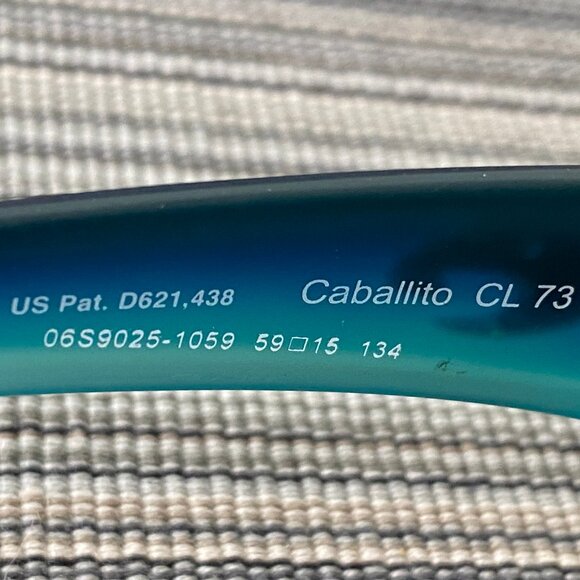 US Pat. D621,438 Caballito CL 73
06S9025-1059 59□15 134